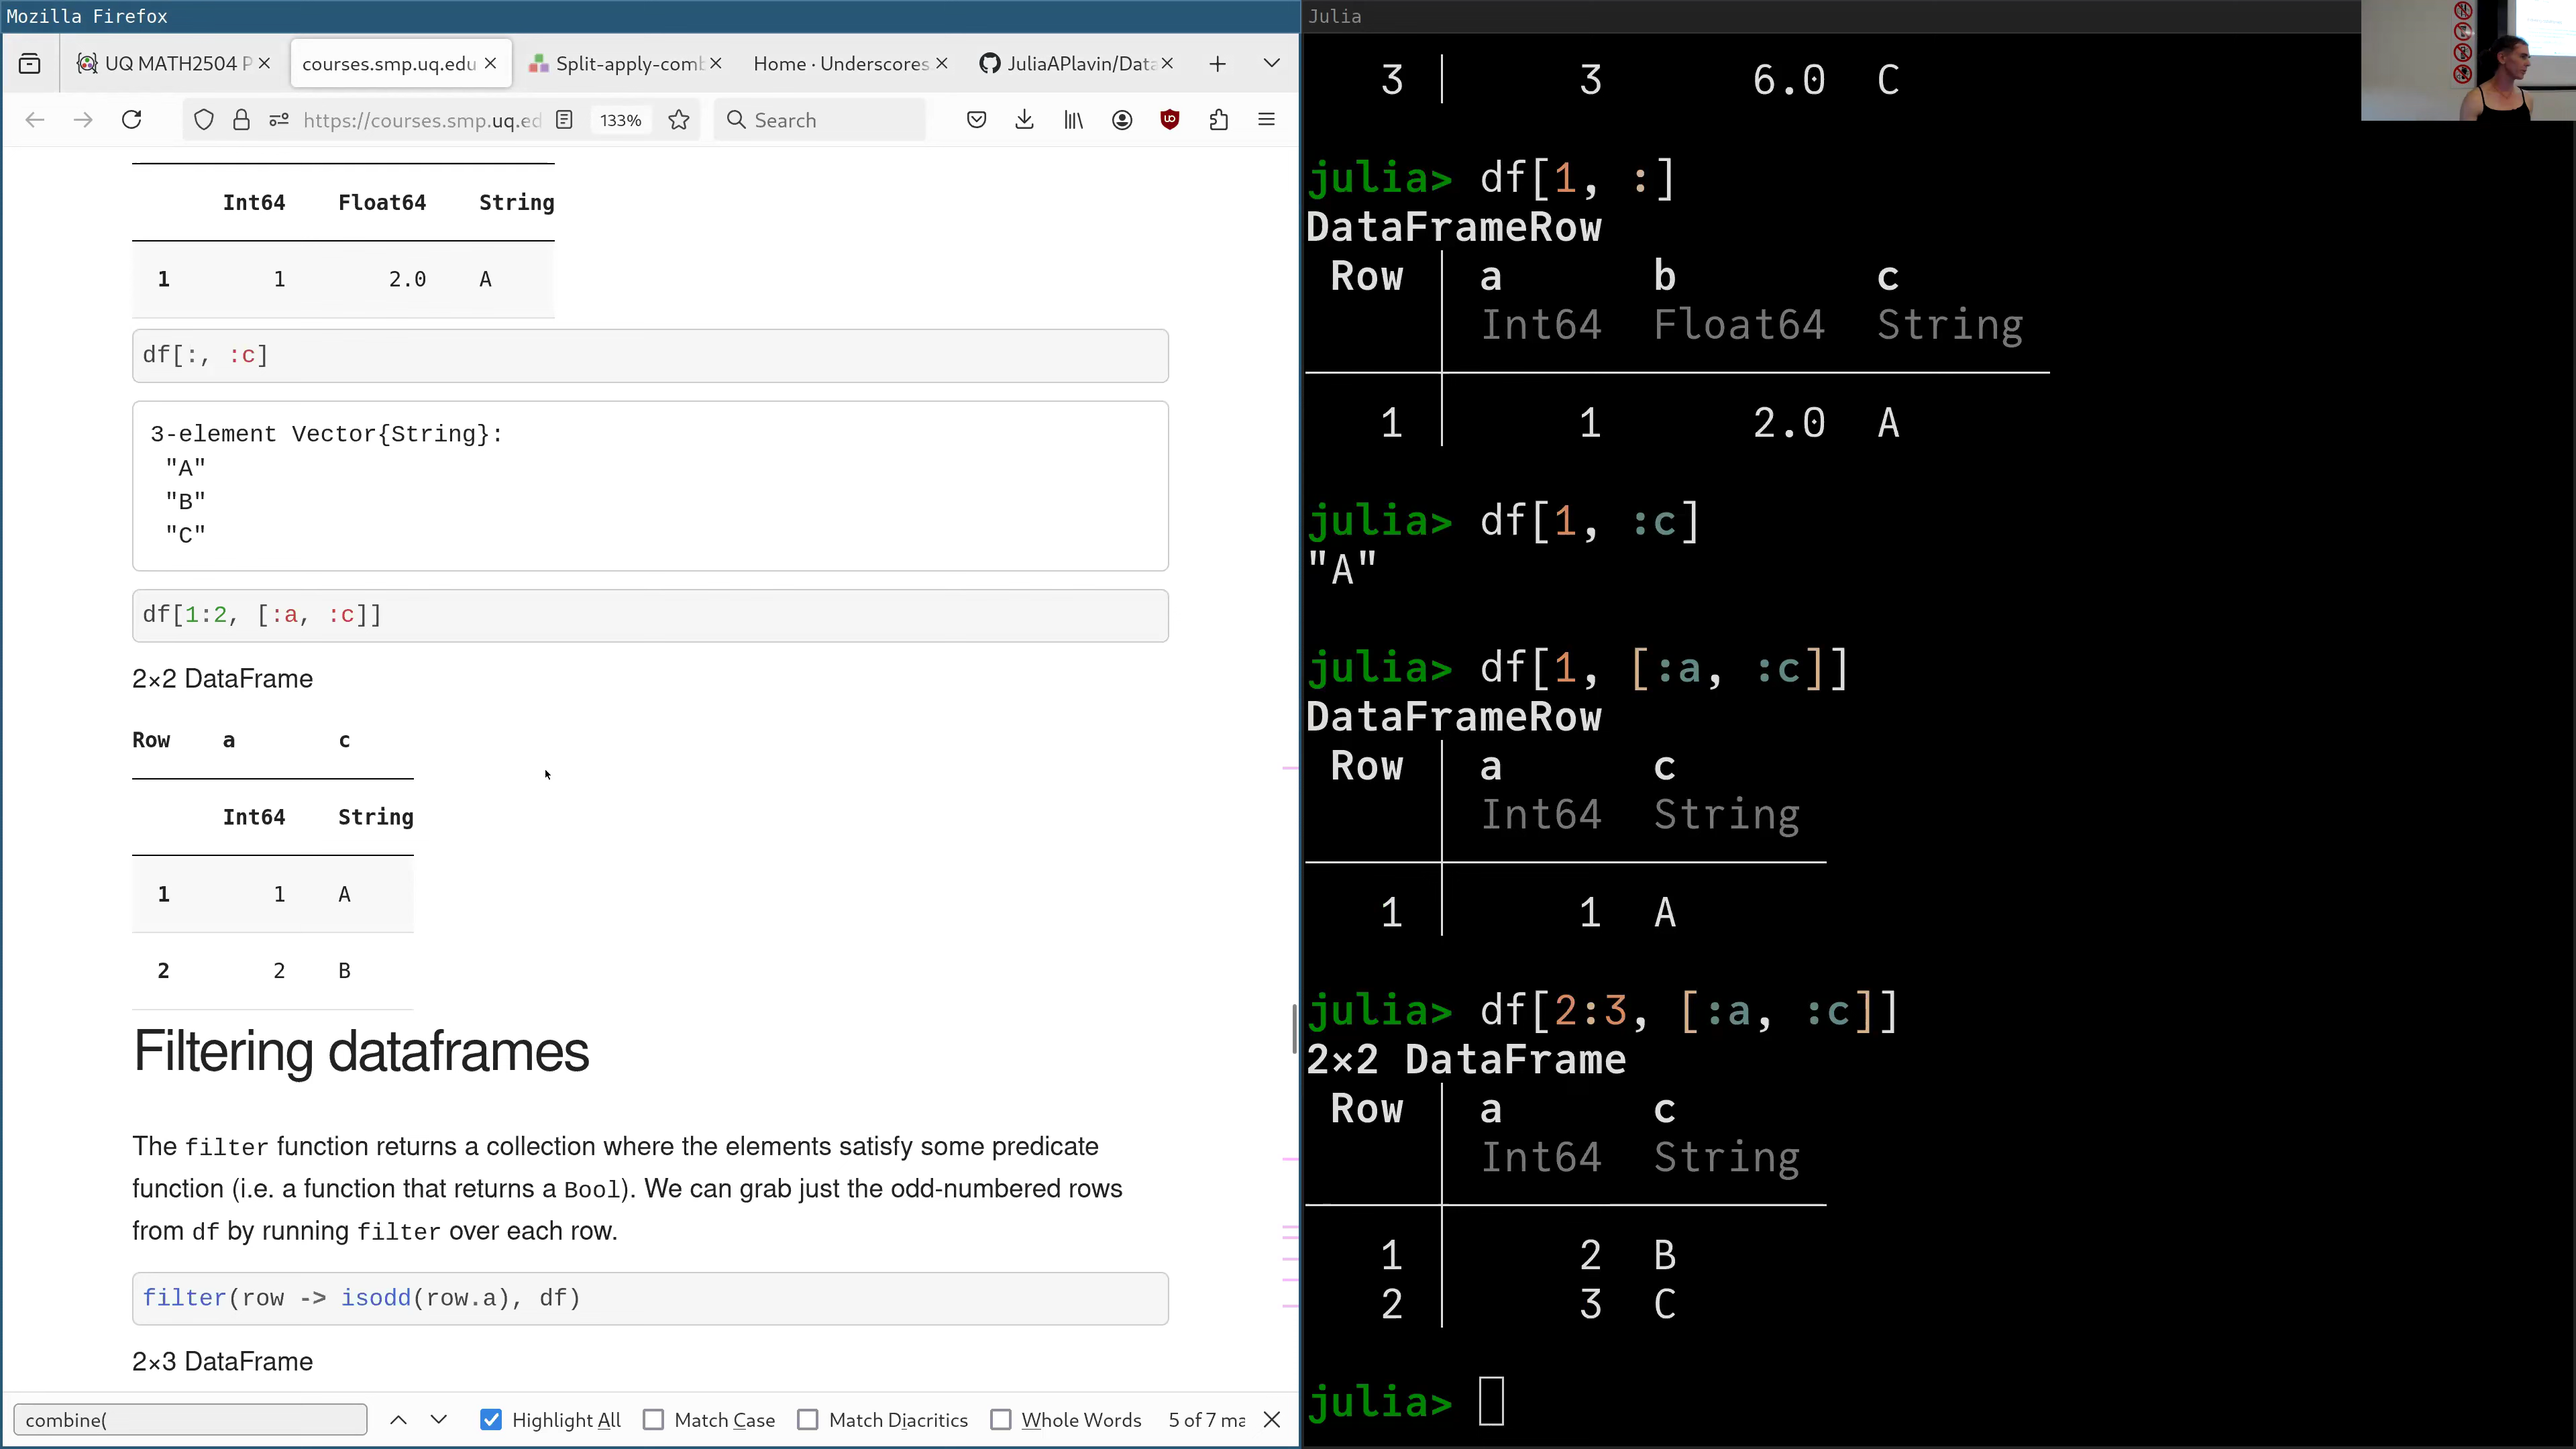 Mozilla Firefox
UQ MATH2504 P
courses.smp.uq.edu
Split-apply-comb
Home · Underscores
JuliaAPlavin/Data
https://courses.smp.uq.ed
133%
Search
Int64 Float64 String
1 1 2.0 A
df[:, :c]
3-element Vector{String}:
"A"
"B"
"C"
df[1:2, [:a, :c]]
2×2 DataFrame
Row a c
Int64 String
1 1 A
2 2 B
Filtering dataframes
The filter function returns a collection where the elements satisfy some predicate
function (i.e. a function that returns a Bool). We can grab just the odd-numbered rows
from df by running filter over each row.
filter(row -> isodd(row.a), df)
2×3 DataFrame
combine(
Highlight All
Match Case
Match Diacritics
Whole Words
5 of 7 ma
Julia
3 3 6.0 C
julia> df[1, :]
DataFrameRow
Row a b c
Int64 Float64 String
1 1 2.0 A
julia> df[1, :c]
"A"
julia> df[1, [:a, :c]]
DataFrameRow
Row a c
Int64 String
1 1 A
julia> df[2:3, [:a, :c]]
2×2 DataFrame
Row a c
Int64 String
1 2 B
2 3 C
julia>